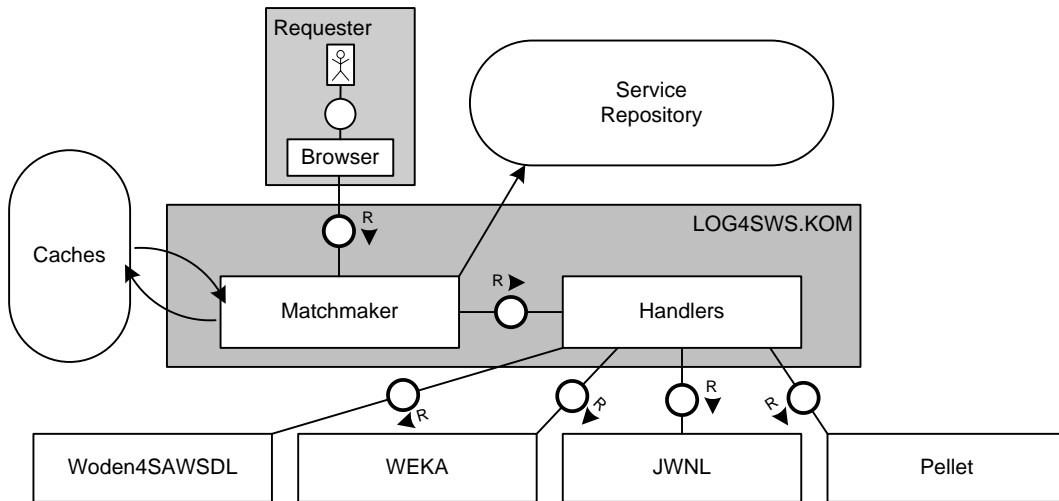 Requester
Browser
Service
Repository
R
LOG4SWS.KOM
Caches
Matchmaker
R
Handlers
R
R
R
R
Woden4SAWSDL
WEKA
JWNL
Pellet